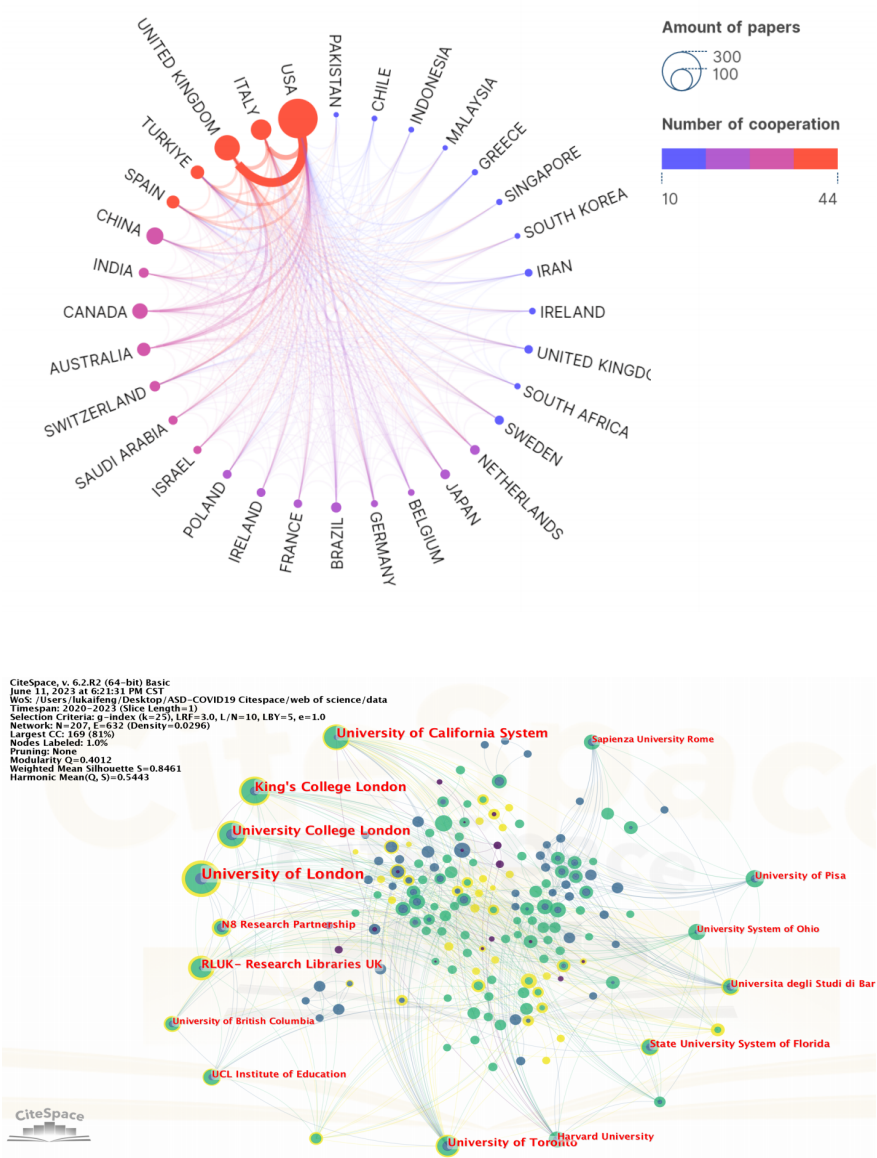 Amount of papers
300
100
Number of cooperation
10
44
UNITED KINGDOM
ITALY
USA
PAKISTAN
CHILE
INDONESIA
MALAYSIA
GREECE
SINGAPORE
SOUTH KOREA
IRAN
IRELAND
UNITED KINGDO
SOUTH AFRICA
SWEDEN
NETHERLANDS
JAPAN
BELGIUM
GERMANY
BRAZIL
FRANCE
IRELAND
POLAND
ISRAEL
SAUDI ARABIA
SWITZERLAND
AUSTRALIA
CANADA
INDIA
CHINA
SPAIN
TURKIYE
CiteSpace, v. 6.2.R2 (64-bit) Basic
June 11, 2023 at 6:21:31 PM CST
WoS: /Users/lukaifeng/Desktop/ASD-COVID19 Citespace/web of science/data
Timespan: 2020-2023 (Slice Length=1)
Selection Criteria: g-index (k=25), LRF=3.0, L/N=10, LBY=5, e=1.0
Network: N=207, E=632 (Density=0.0296)
Largest CC: 169 (81%)
Nodes Labeled: 1.0%
Pruning: None
Modularity Q=0.4012
Weighted Mean Silhouette S=0.8461
Harmonic Mean(Q, S)=0.5443
University of California System
Sapienza University Rome
King's College London
University College London
University of London
University of Pisa
N8 Research Partnership
University System of Ohio
RLUK- Research Libraries UK
Universita degli Studi di Bar
University of British Columbia
State University System of Florida
UCL Institute of Education
University of Toronto
Harvard University
CiteSpace
CiteSpace